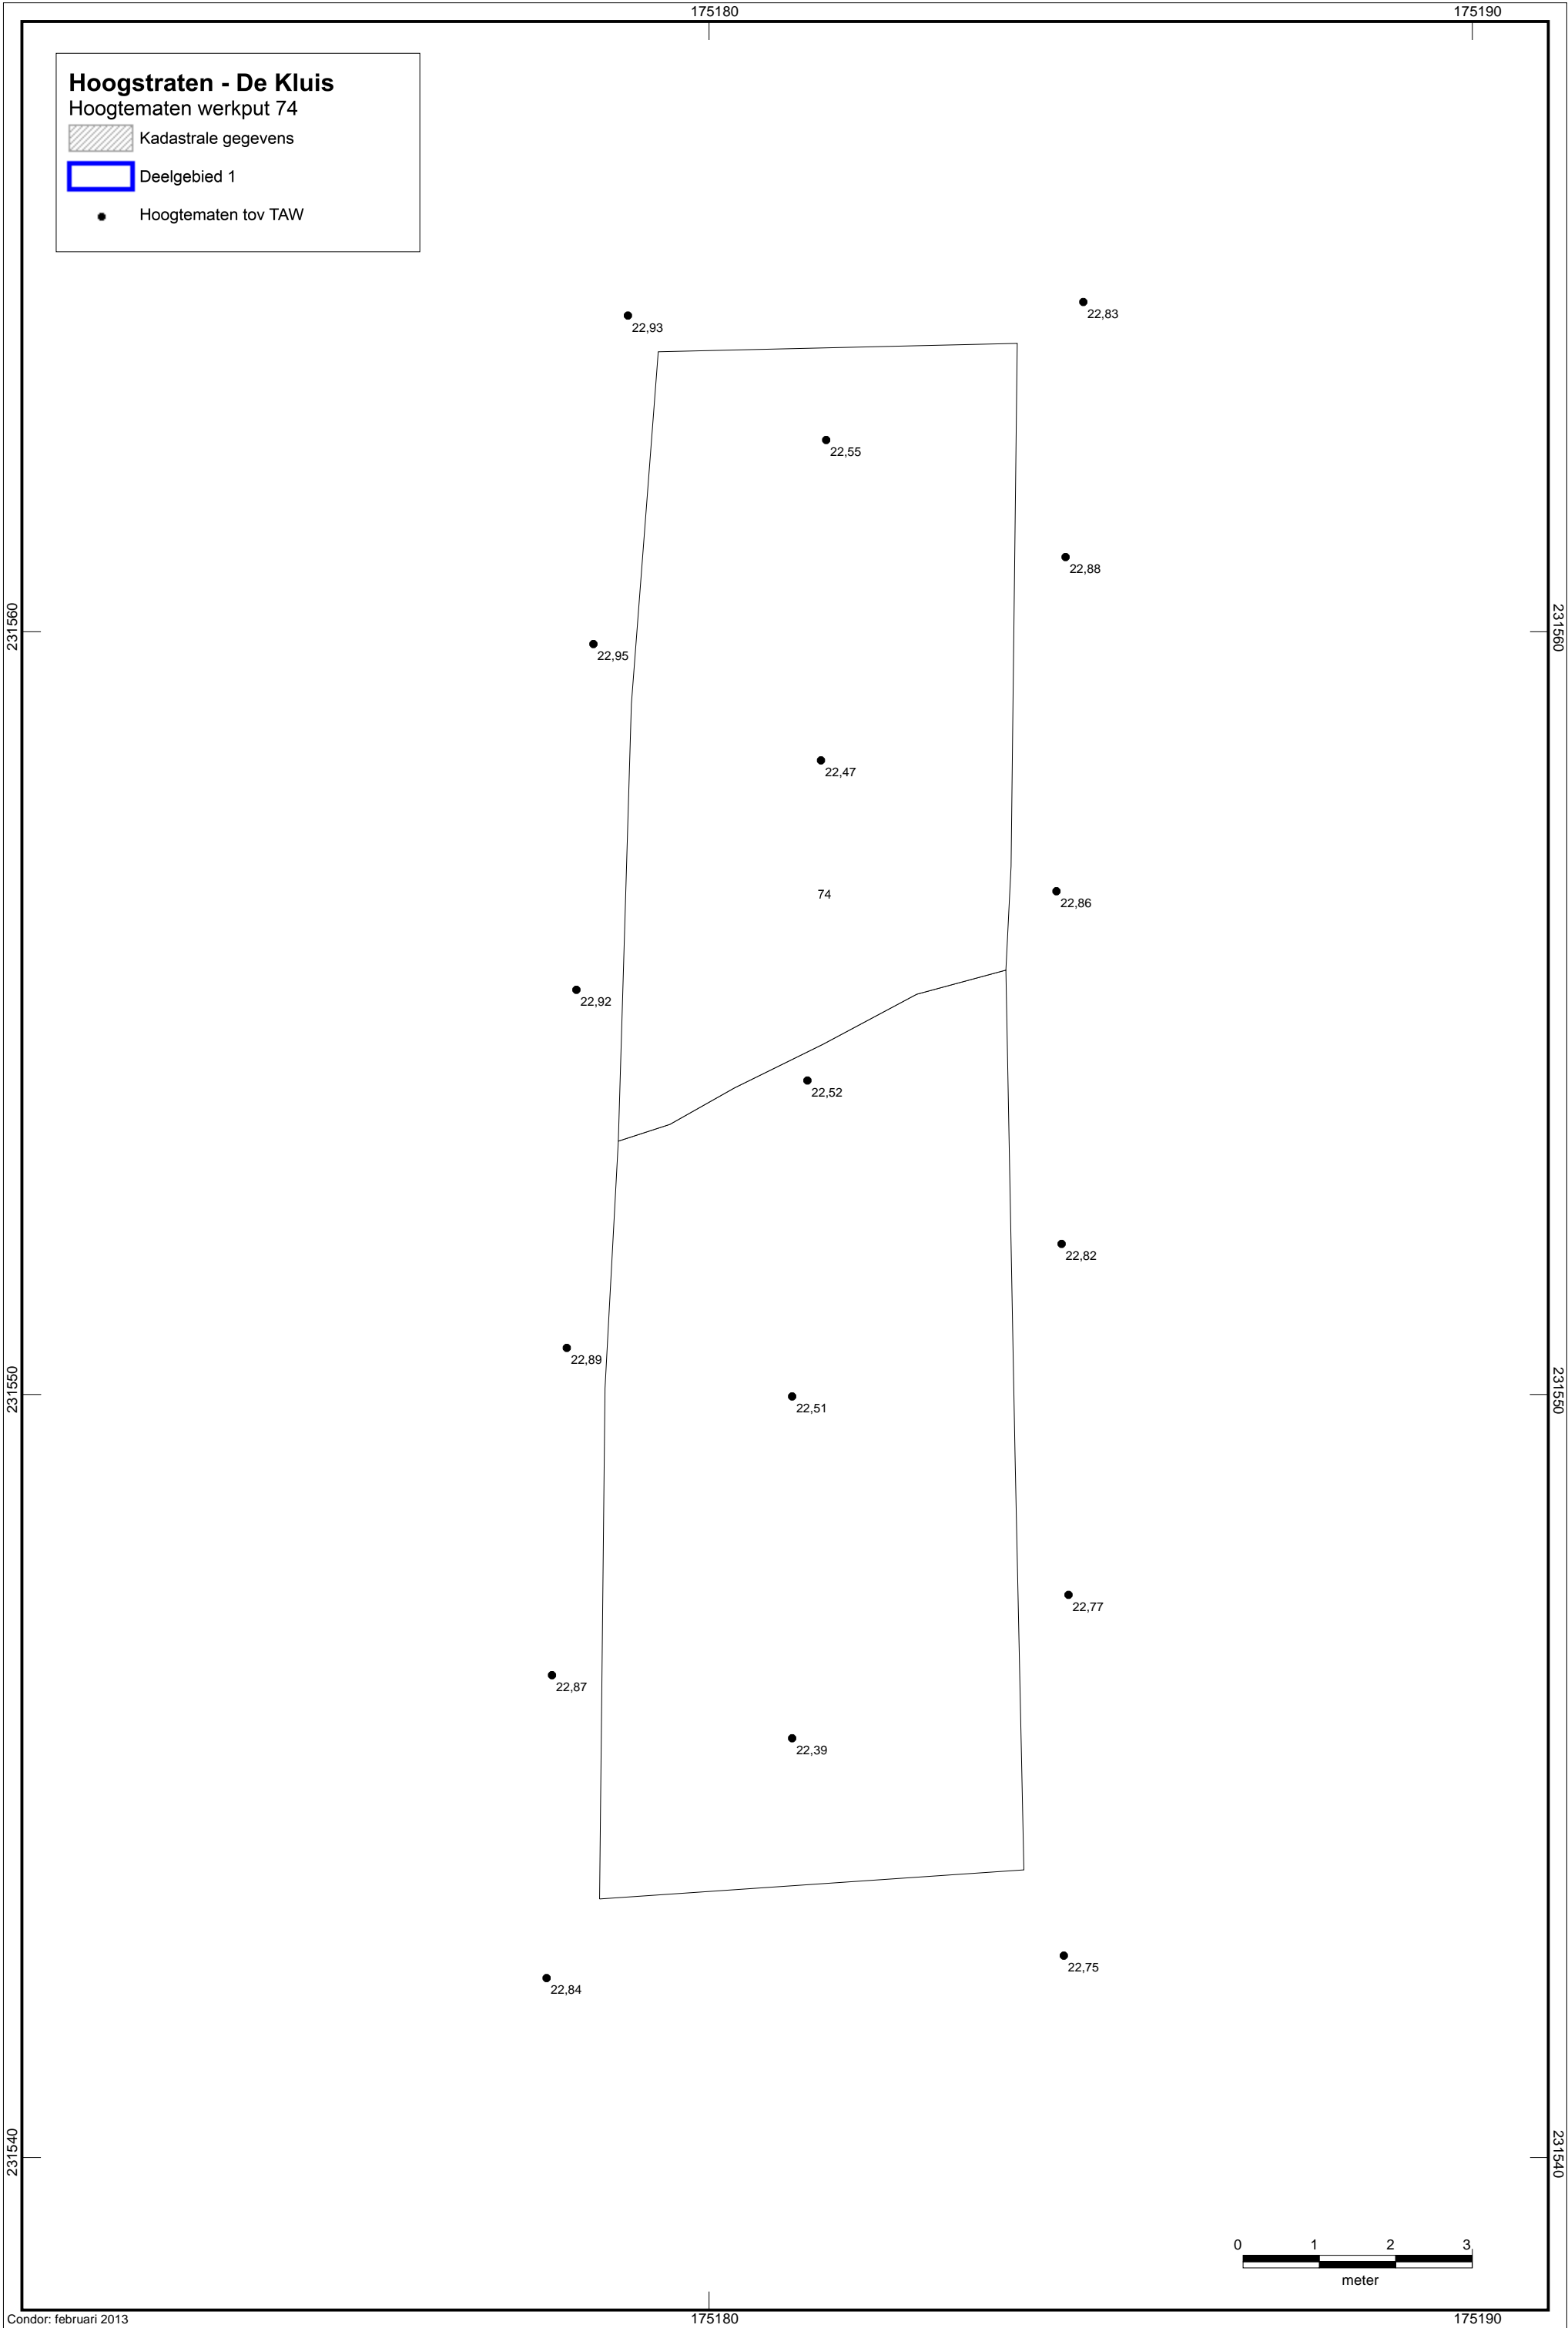 175180 175190
Hoogstraten - De Kluis
Hoogtematen werkput 74
Kadastrale gegevens
Deelgebied 1
Hoogtematen tov TAW
22,83
22,93
22,55
22,88
231560 231560
22,95
22,47
74
22,86
22,92
22,52
22,82
22,89
231550 231550
22,51
22,77
22,87
22,39
22,75
22,84
231540 231540
0 1 2 3
meter
Condor: februari 2013
175180 175190